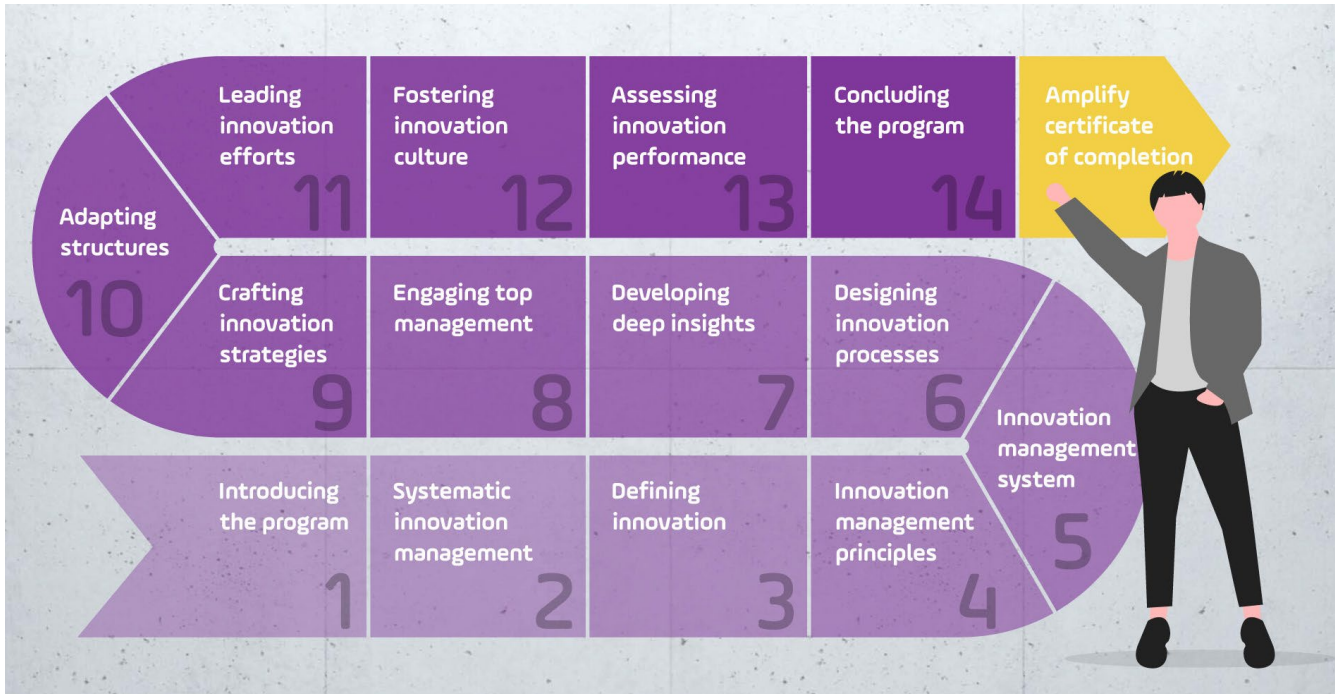 Introducing
the program
1
Systematic
innovation
management
2
Defining
innovation
3
Innovation
management
principles
4
Innovation
management
system
5
Designing
innovation
processes
6
Developing
deep insights
7
Engaging top
management
8
Crafting
innovation
strategies
9
Adapting
structures
10
Leading
innovation
efforts
11
Fostering
innovation
culture
12
Assessing
innovation
performance
13
Concluding
the program
14
Amplify
certificate
of completion